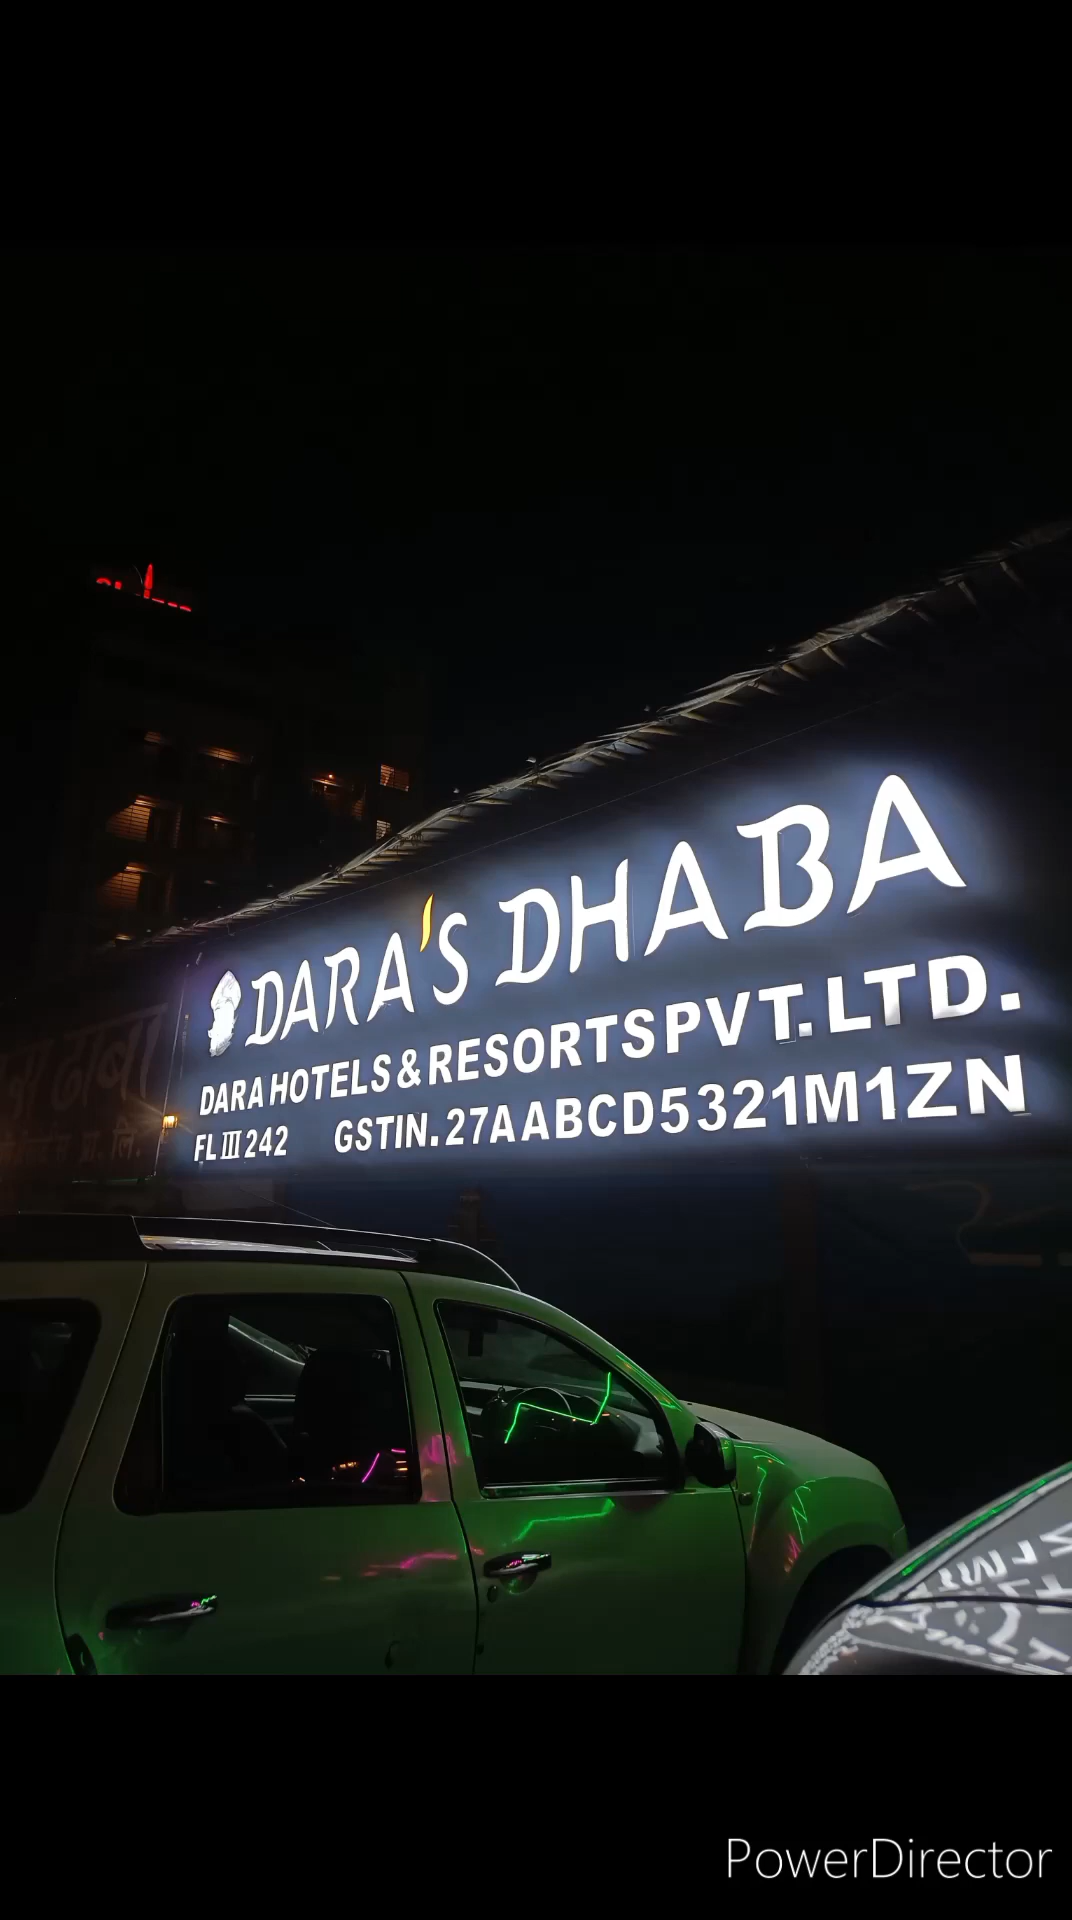 DARA'S DHABA
DARA HOTELS & RESORTS PVT. LTD.
FL III 242 GSTIN. 27AABCD5321M1ZN
PowerDirector